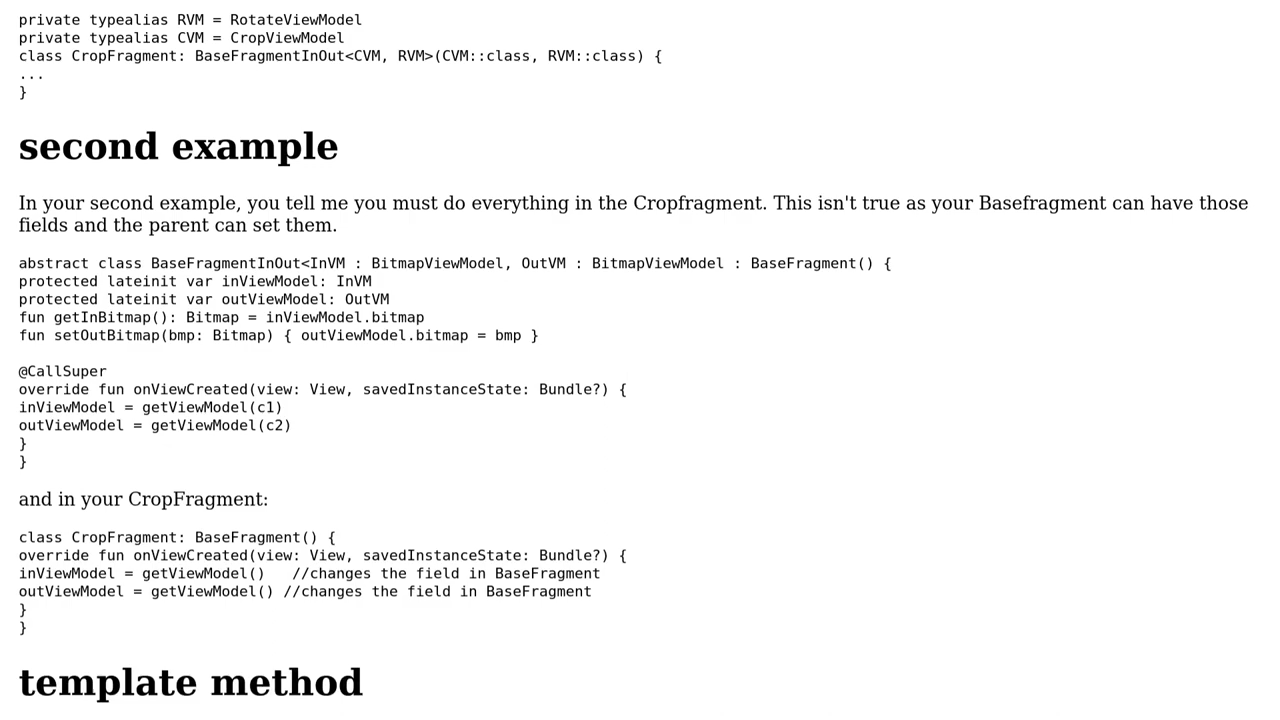 private typealias RVM = RotateViewModel
private typealias CVM = CropViewModel
class CropFragment: BaseFragmentInOut<CVM, RVM>(CVM::class, RVM::class) {
...
}
second example
In your second example, you tell me you must do everything in the Cropfragment. This isn't true as your Basefragment can have those
fields and the parent can set them.
abstract class BaseFragmentInOut<InVM : BitmapViewModel, OutVM : BitmapViewModel : BaseFragment() {
protected lateinit var inViewModel: InVM
protected lateinit var outViewModel: OutVM
fun getInBitmap(): Bitmap = inViewModel.bitmap
fun setOutBitmap(bmp: Bitmap) { outViewModel.bitmap = bmp }
@CallSuper
override fun onViewCreated(view: View, savedInstanceState: Bundle?) {
inViewModel = getViewModel(c1)
outViewModel = getViewModel(c2)
}
}
and in your CropFragment:
class CropFragment: BaseFragment() {
override fun onViewCreated(view: View, savedInstanceState: Bundle?) {
inViewModel = getViewModel()   //changes the field in BaseFragment
outViewModel = getViewModel() //changes the field in BaseFragment
}
}
template method